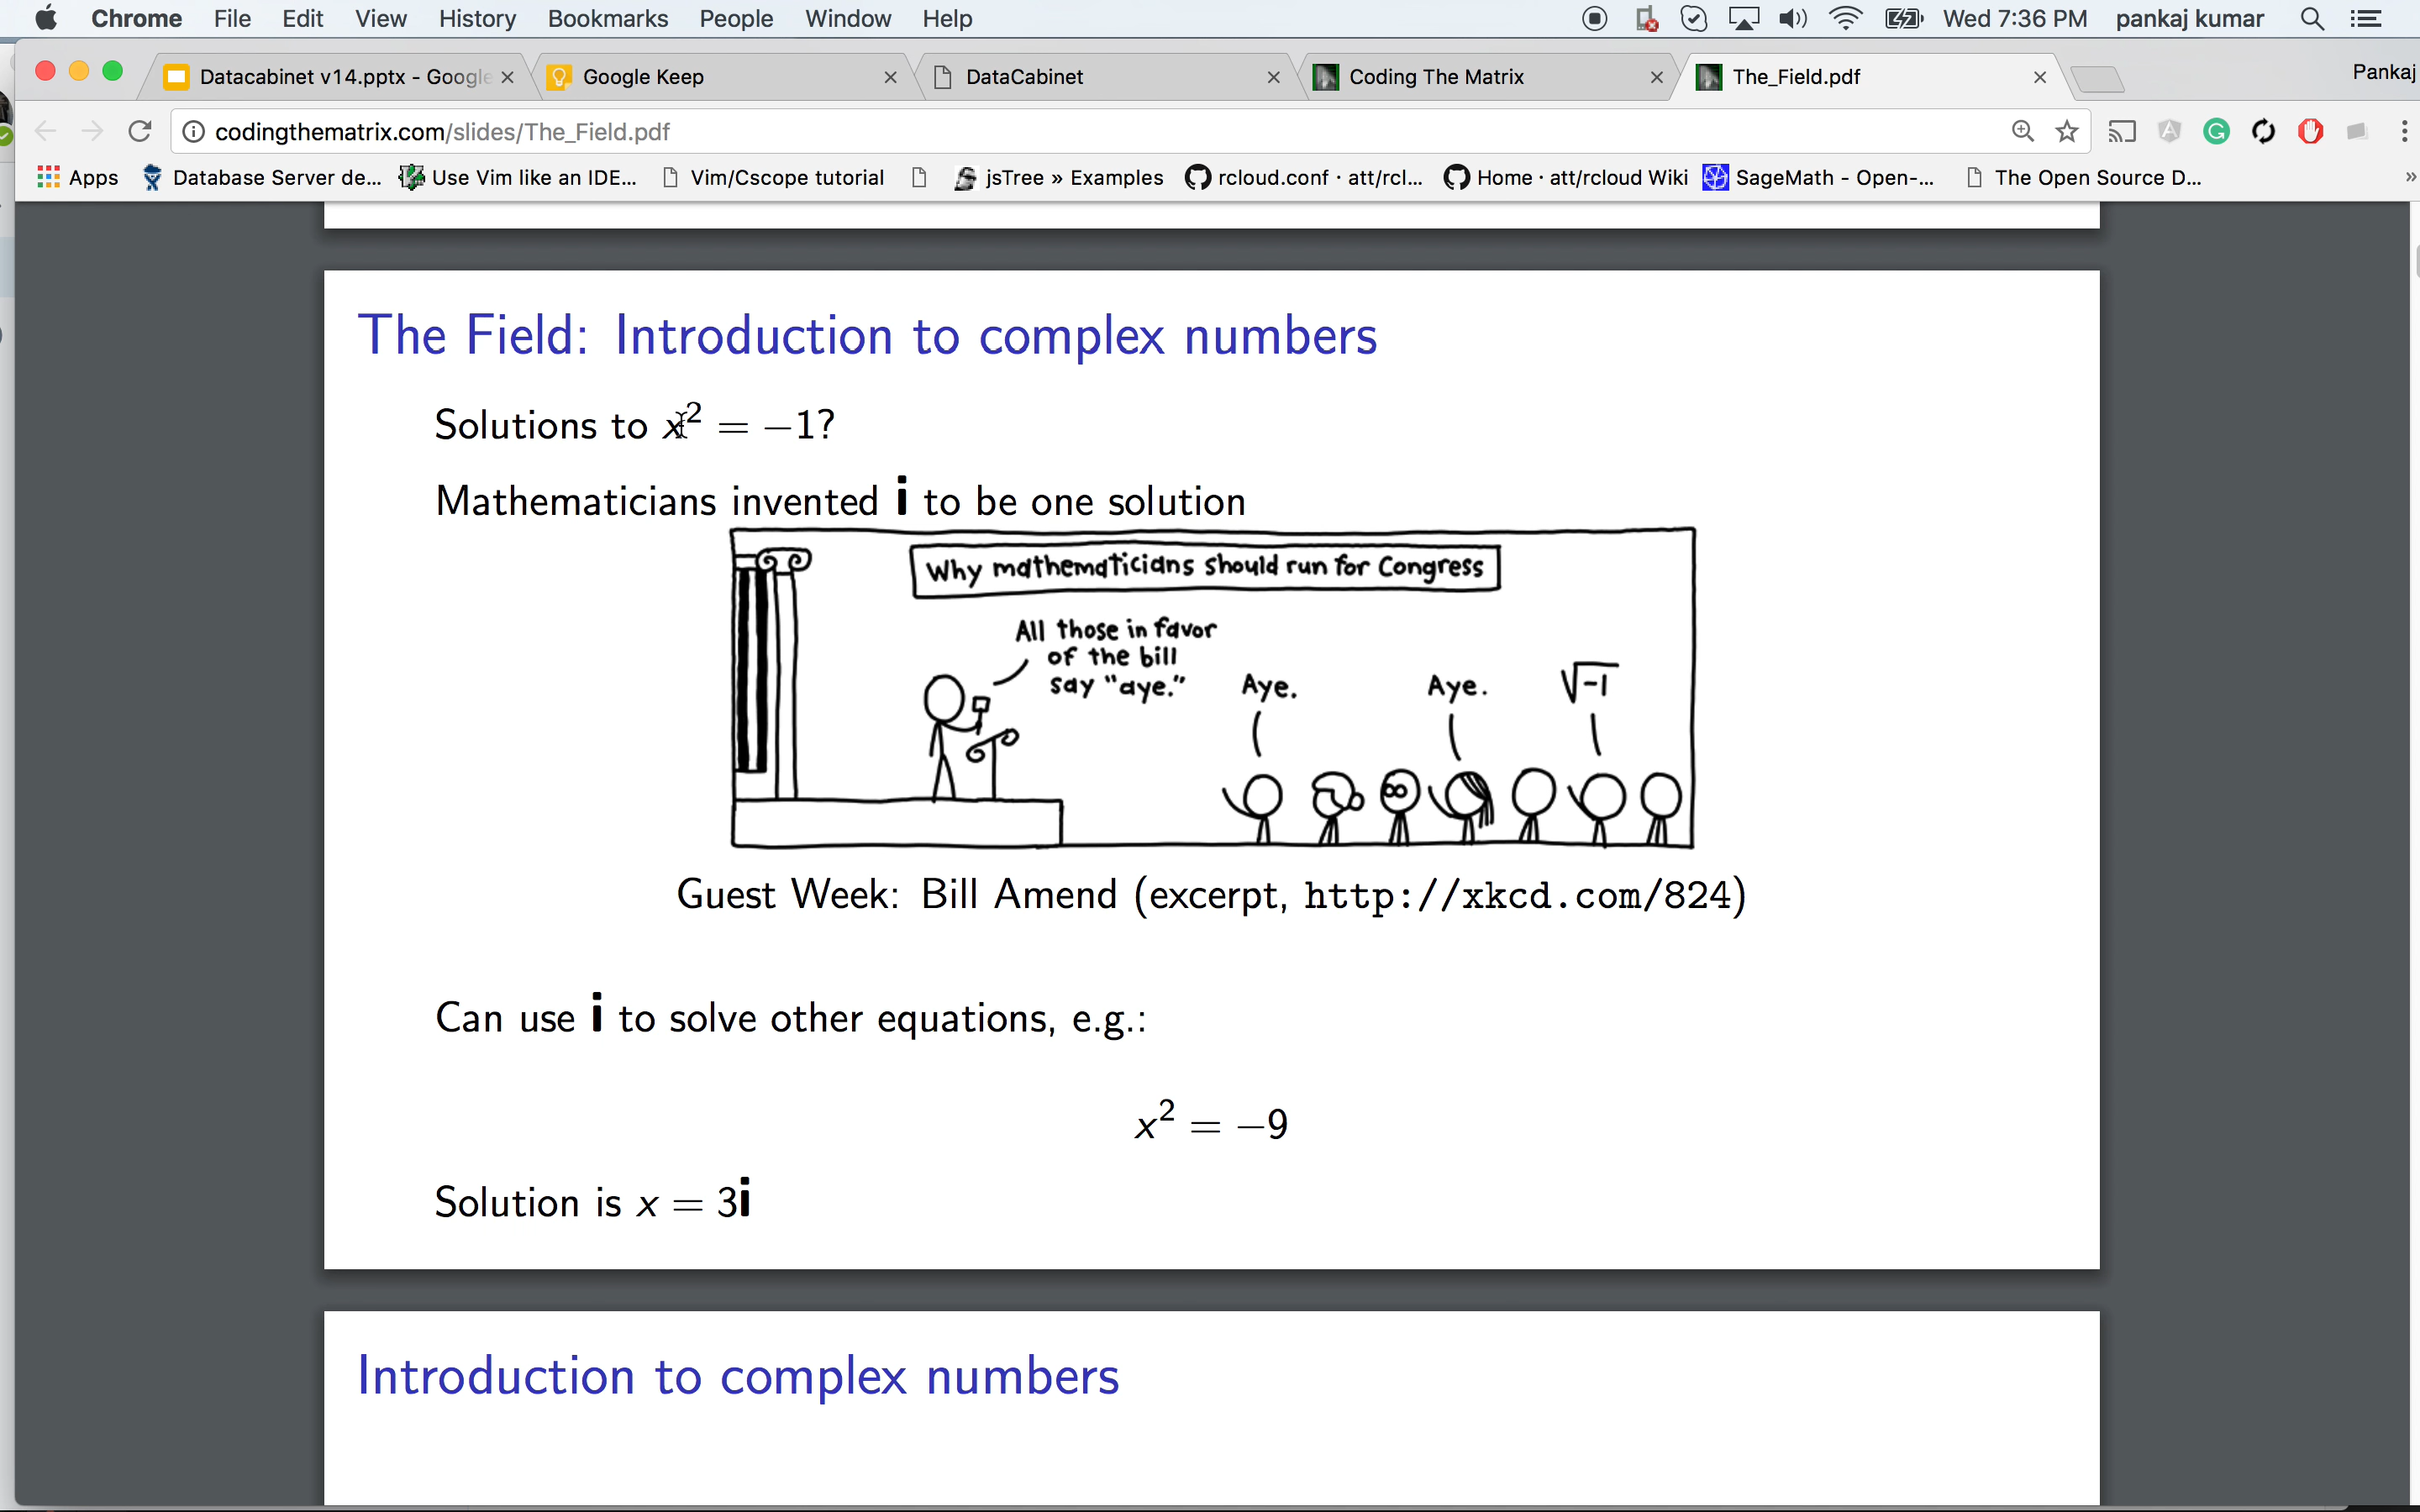 Chrome File Edit View History Bookmarks People Window Help Wed 7:36 PM pankaj kumar
Datacabinet v14.pptx - Google Google Keep DataCabinet Coding The Matrix The_Field.pdf Pankaj
codingthematrix.com/slides/The_Field.pdf
Apps Database Server de... Use Vim like an IDE... Vim/Cscope tutorial jsTree » Examples rcloud.conf · att/rcl... Home · att/rcloud Wiki SageMath - Open-... The Open Source D... »
The Field: Introduction to complex numbers
Solutions to x² = −1?
Mathematicians invented i to be one solution
Why mathematicians should run for Congress
All those in favor
of the bill
say "aye."
Aye.
Aye.
√-1
Guest Week: Bill Amend (excerpt, http://xkcd.com/824)
Can use i to solve other equations, e.g.:
x² = −9
Solution is x = 3i
Introduction to complex numbers